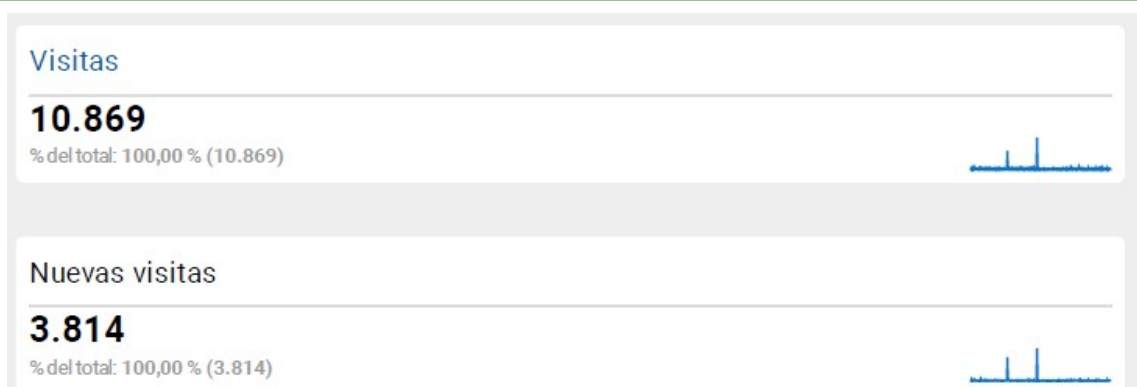 Visitas
10.869
% del total: 100,00 % (10.869)
Nuevas visitas
3.814
% del total: 100,00 % (3.814)